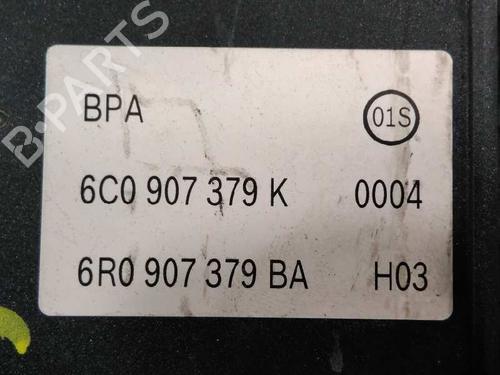 B-PARTS
BPA 01S
6C0 907 379 K 0004
6R0 907 379 BA H03